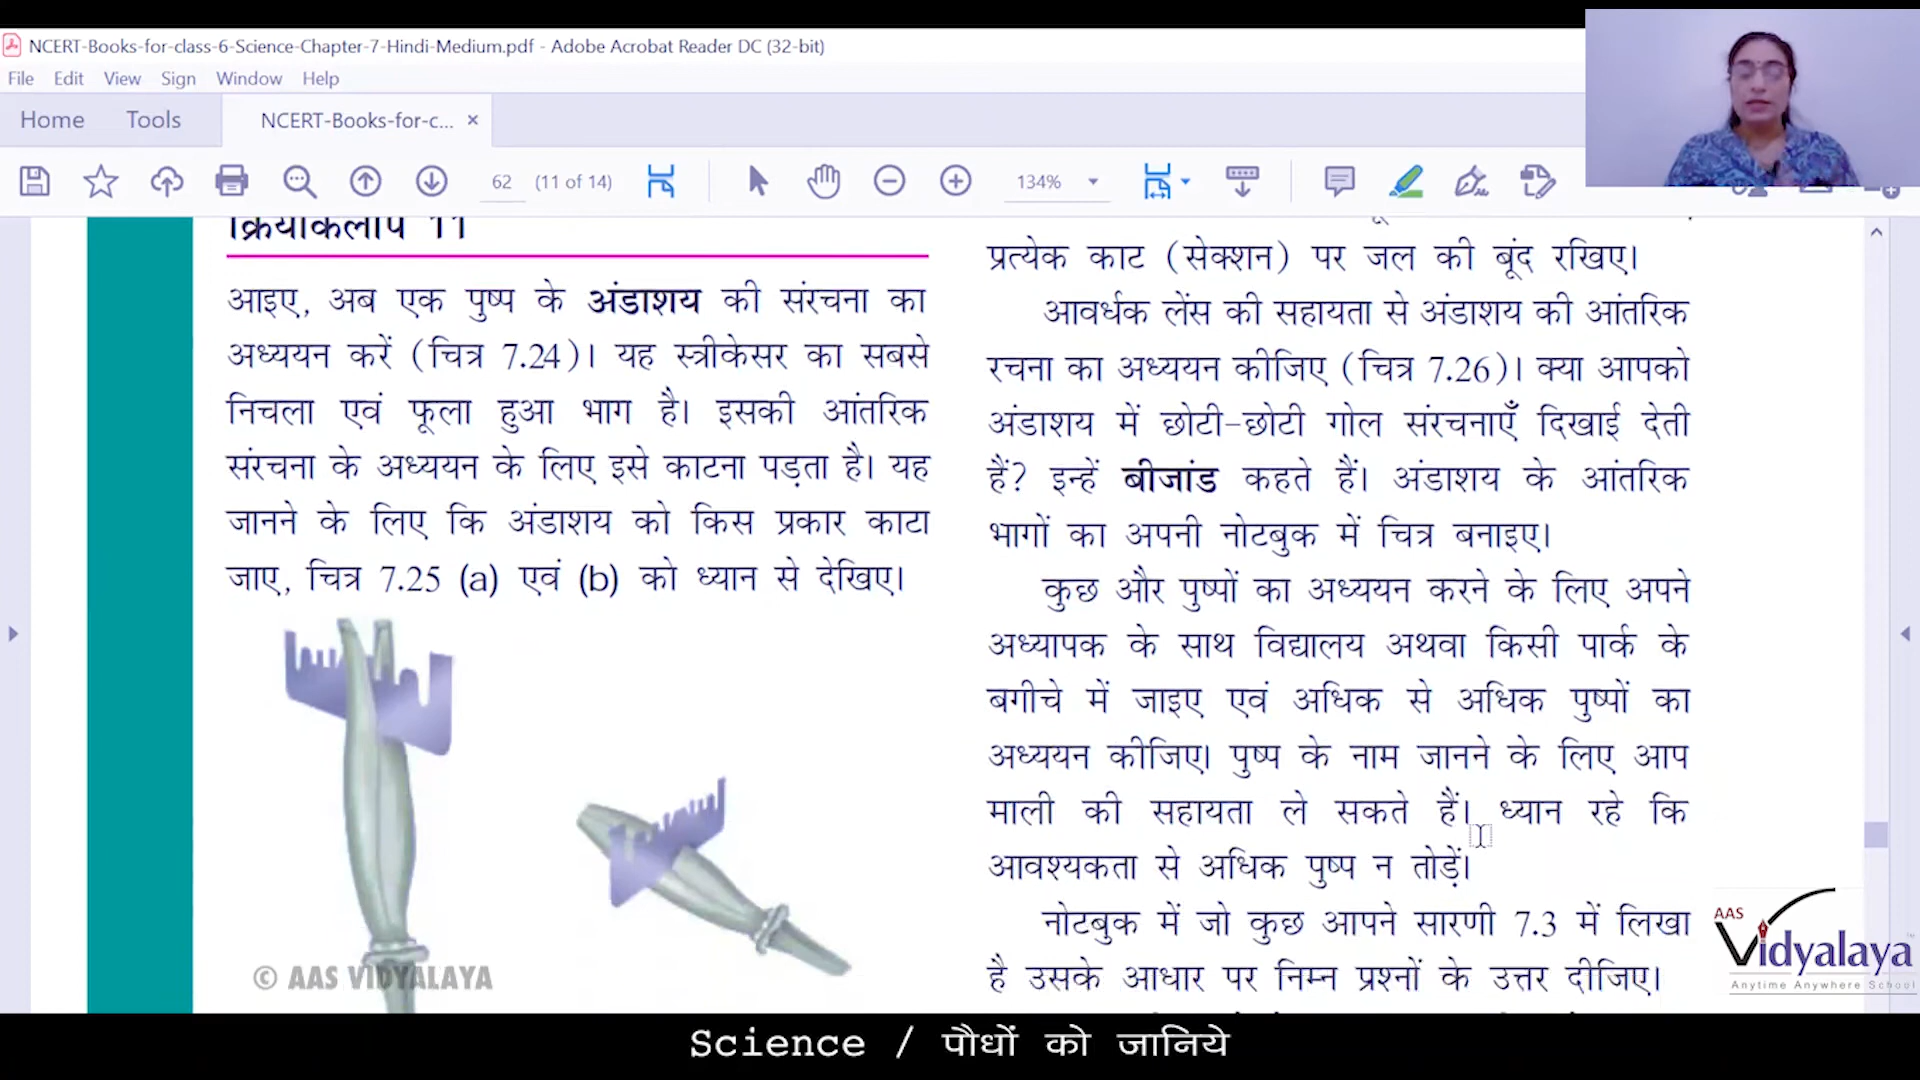 NCERT-Books-for-class-6-Science-Chapter-7-Hindi-Medium.pdf - Adobe Acrobat Reader DC (32-bit)
File Edit View Sign Window Help
Home Tools NCERT-Books-for-c... ×
62 (11 of 14) 134%
क्रियाकलाप 11
आइए, अब एक पुष्प के अंडाशय की संरचना का
अध्ययन करें (चित्र 7.24)। यह स्त्रीकेसर का सबसे
निचला एवं फूला हुआ भाग है। इसकी आंतरिक
संरचना के अध्ययन के लिए इसे काटना पड़ता है। यह
जानने के लिए कि अंडाशय को किस प्रकार काटा
जाए, चित्र 7.25 (a) एवं (b) को ध्यान से देखिए।
© AAS VIDYALAYA
प्रत्येक काट (सेक्शन) पर जल की बूंद रखिए।
आवर्धक लेंस की सहायता से अंडाशय की आंतरिक
रचना का अध्ययन कीजिए (चित्र 7.26)। क्या आपको
अंडाशय में छोटी-छोटी गोल संरचनाएँ दिखाई देती
हैं? इन्हें बीजांड कहते हैं। अंडाशय के आंतरिक
भागों का अपनी नोटबुक में चित्र बनाइए।
कुछ और पुष्पों का अध्ययन करने के लिए अपने
अध्यापक के साथ विद्यालय अथवा किसी पार्क के
बगीचे में जाइए एवं अधिक से अधिक पुष्पों का
अध्ययन कीजिए। पुष्प के नाम जानने के लिए आप
माली की सहायता ले सकते हैं। ध्यान रहे कि
आवश्यकता से अधिक पुष्प न तोड़ें।
नोटबुक में जो कुछ आपने सारणी 7.3 में लिखा
है उसके आधार पर निम्न प्रश्नों के उत्तर दीजिए।
AAS
Vidyalaya
Anytime Anywhere School
Science / पौधों को जानिये